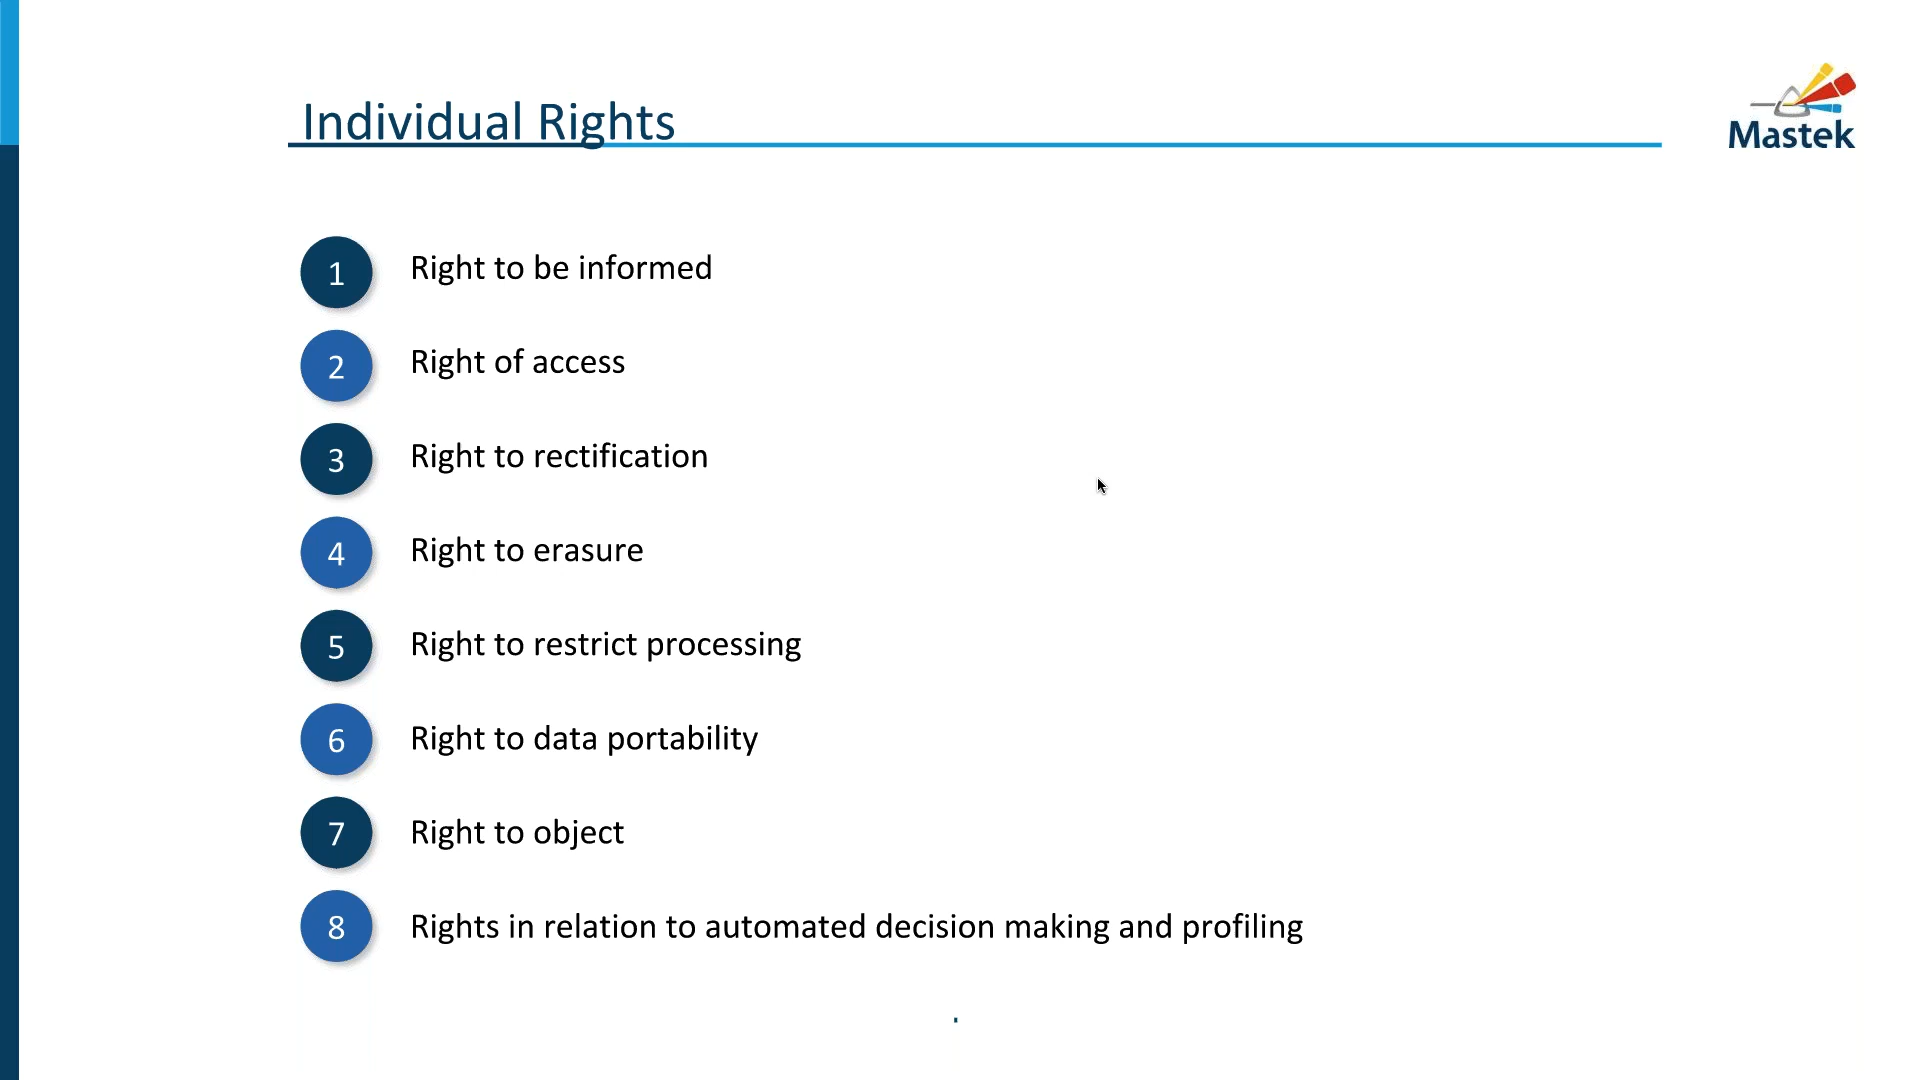 Individual Rights
Mastek
1 Right to be informed
2 Right of access
3 Right to rectification
4 Right to erasure
5 Right to restrict processing
6 Right to data portability
7 Right to object
8 Rights in relation to automated decision making and profiling